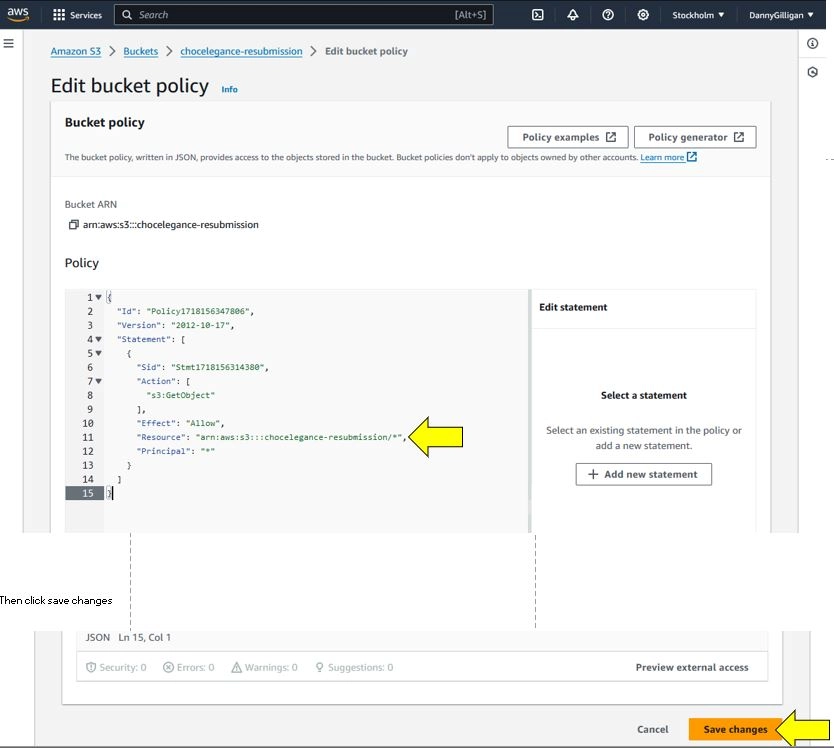 aws Services Search [Alt+S] Stockholm DannyGilligan
Amazon S3 > Buckets > chocelegance-resubmission > Edit bucket policy
Edit bucket policy Info
Bucket policy
Policy examples Policy generator
The bucket policy, written in JSON, provides access to the objects stored in the bucket. Bucket policies don't apply to objects owned by other accounts. Learn more
Bucket ARN
arn:aws:s3:::chocelegance-resubmission
Policy
1 {
2 "Id": "Policy1718156347806",
3 "Version": "2012-10-17",
4 "Statement": [
5 {
6 "Sid": "Stmt1718156314380",
7 "Action": [
8 "s3:GetObject"
9 ],
10 "Effect": "Allow",
11 "Resource": "arn:aws:s3:::chocelegance-resubmission/*",
12 "Principal": "*"
13 }
14 ]
15 }
Edit statement
Select a statement
Select an existing statement in the policy or
add a new statement.
+ Add new statement
Then click save changes
JSON Ln 15, Col 1
Security: 0 Errors: 0 Warnings: 0 Suggestions: 0 Preview external access
Cancel Save changes